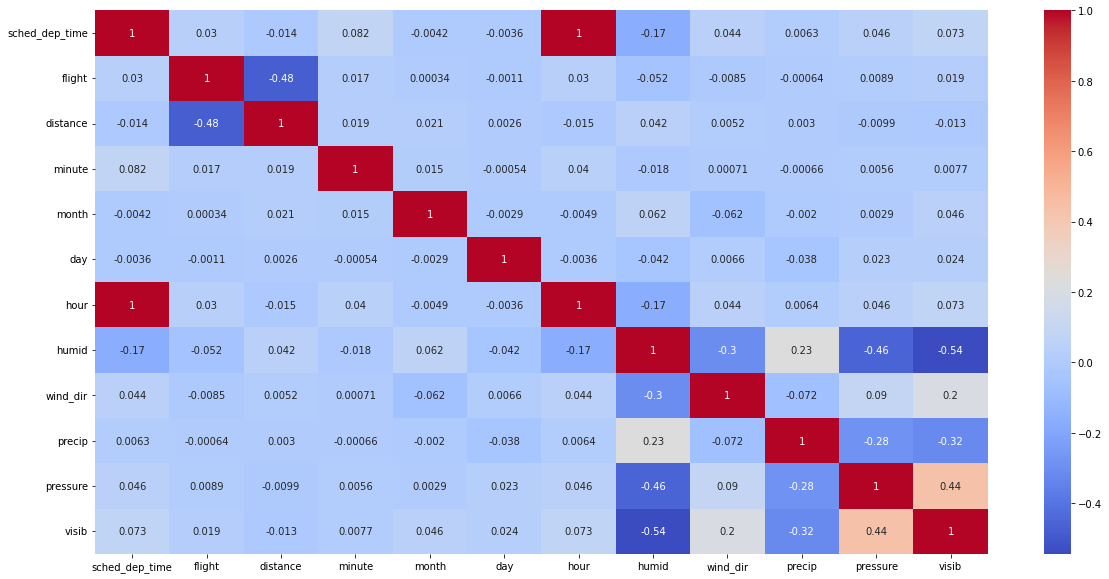 sched_dep_time 1 0.03 -0.014 0.082 -0.0042 -0.0036 1 -0.17 0.044 0.0063 0.046 0.073
flight 0.03 1 -0.48 0.017 0.00034 -0.0011 0.03 -0.052 -0.0085 -0.00064 0.0089 0.019
distance -0.014 -0.48 1 0.019 0.021 0.0026 -0.015 0.042 0.0052 0.003 -0.0099 -0.013
minute 0.082 0.017 0.019 1 0.015 -0.00054 0.04 -0.018 0.00071 -0.00066 0.0056 0.0077
month -0.0042 0.00034 0.021 0.015 1 -0.0029 -0.0049 0.062 -0.062 -0.002 0.0029 0.046
day -0.0036 -0.0011 0.0026 -0.00054 -0.0029 1 -0.0036 -0.042 0.0066 -0.038 0.023 0.024
hour 1 0.03 -0.015 0.04 -0.0049 -0.0036 1 -0.17 0.044 0.0064 0.046 0.073
humid -0.17 -0.052 0.042 -0.018 0.062 -0.042 -0.17 1 -0.3 0.23 -0.46 -0.54
wind_dir 0.044 -0.0085 0.0052 0.00071 -0.062 0.0066 0.044 -0.3 1 -0.072 0.09 0.2
precip 0.0063 -0.00064 0.003 -0.00066 -0.002 -0.038 0.0064 0.23 -0.072 1 -0.28 -0.32
pressure 0.046 0.0089 -0.0099 0.0056 0.0029 0.023 0.046 -0.46 0.09 -0.28 1 0.44
visib 0.073 0.019 -0.013 0.0077 0.046 0.024 0.073 -0.54 0.2 -0.32 0.44 1
sched_dep_time flight distance minute month day hour humid wind_dir precip pressure visib
1.0
0.8
0.6
0.4
0.2
0.0
−0.2
−0.4